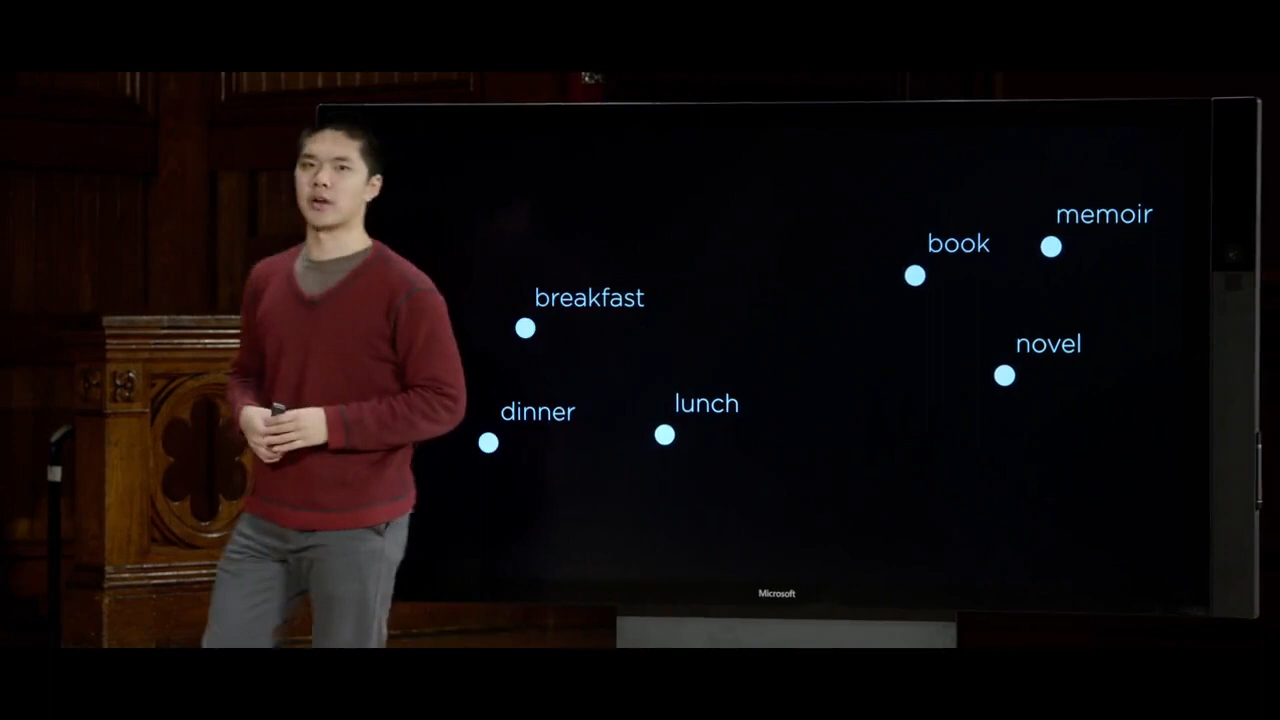 memoir
book
breakfast
novel
lunch
dinner
Microsoft